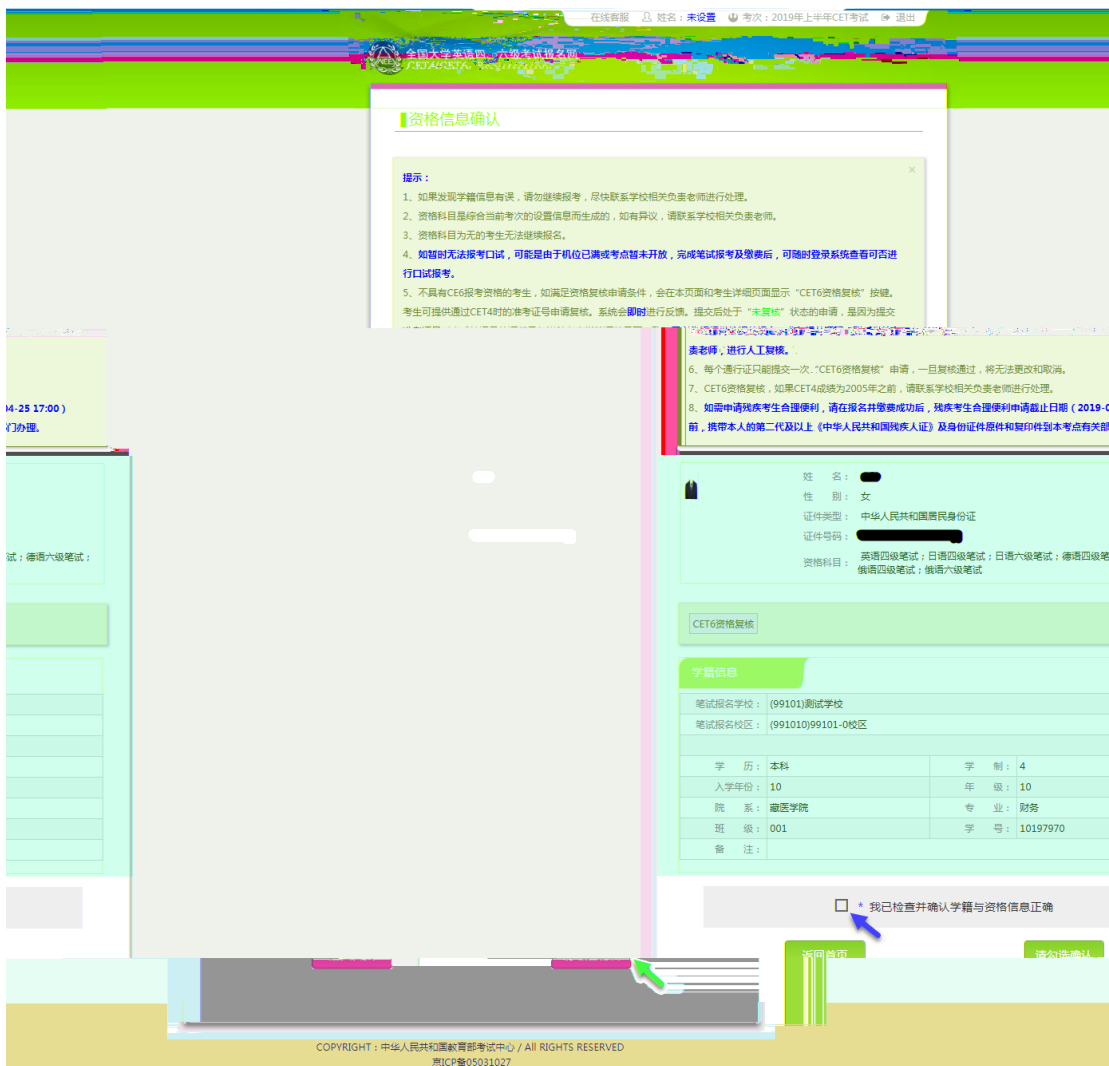 在线客服 姓名：未设置 考次：2019年上半年CET考试 退出
全国大学英语四、六级考试报名网
资格信息确认
提示：
1、如果发现学籍信息有误，请勿继续报考，尽快联系学校相关负责老师进行处理。
2、资格科目是综合当前考次的设置信息而生成的，如有异议，请联系学校相关负责老师。
3、资格科目为无的考生无法继续报名。
4、如暂时无法报考口试，可能是由于机位已满或考点暂未开放，完成笔试报考及缴费后，可随时登录系统查看可否进
行口试报考。
5、不具有CE6报考资格的考生，如满足资格复核申请条件，会在本页面和考生详细页面显示“CET6资格复核”按键。
考生可提供通过CET4时的准考证号申请复核。系统会即时进行反馈。提交后处于“未复核”状态的申请，是因为提交
责老师，进行人工复核。
6、每个通行证只能提交一次“CET6资格复核”申请，一旦复核通过，将无法更改和取消。
7、CET6资格复核，如果CET4成绩为2005年之前，请联系学校相关负责老师进行处理。
8、如需申请残疾考生合理便利，请在报名并缴费成功后，残疾考生合理便利申请截止日期（2019-0
04-25 17:00）
前，携带本人的第二代及以上《中华人民共和国残疾人证》及身份证件原件和复印件到本考点有关部
门办理。
姓 名：
性 别： 女
证件类型： 中华人民共和国居民身份证
证件号码：
资格科目： 英语四级笔试；日语四级笔试；日语六级笔试；德语四级笔
试；德语六级笔试；
俄语四级笔试；俄语六级笔试
CET6资格复核
学籍信息
笔试报名学校： (99101)测试学校
笔试报名校区： (991010)99101-0校区
学 历： 本科 学 制： 4
入学年份： 10 年 级： 10
院 系： 藏医学院 专 业： 财务
班 级： 001 学 号： 10197970
备 注：
* 我已检查并确认学籍与资格信息正确
返回首页 请勾选确认
COPYRIGHT：中华人民共和国教育部考试中心 / All RIGHTS RESERVED
京ICP备05031027